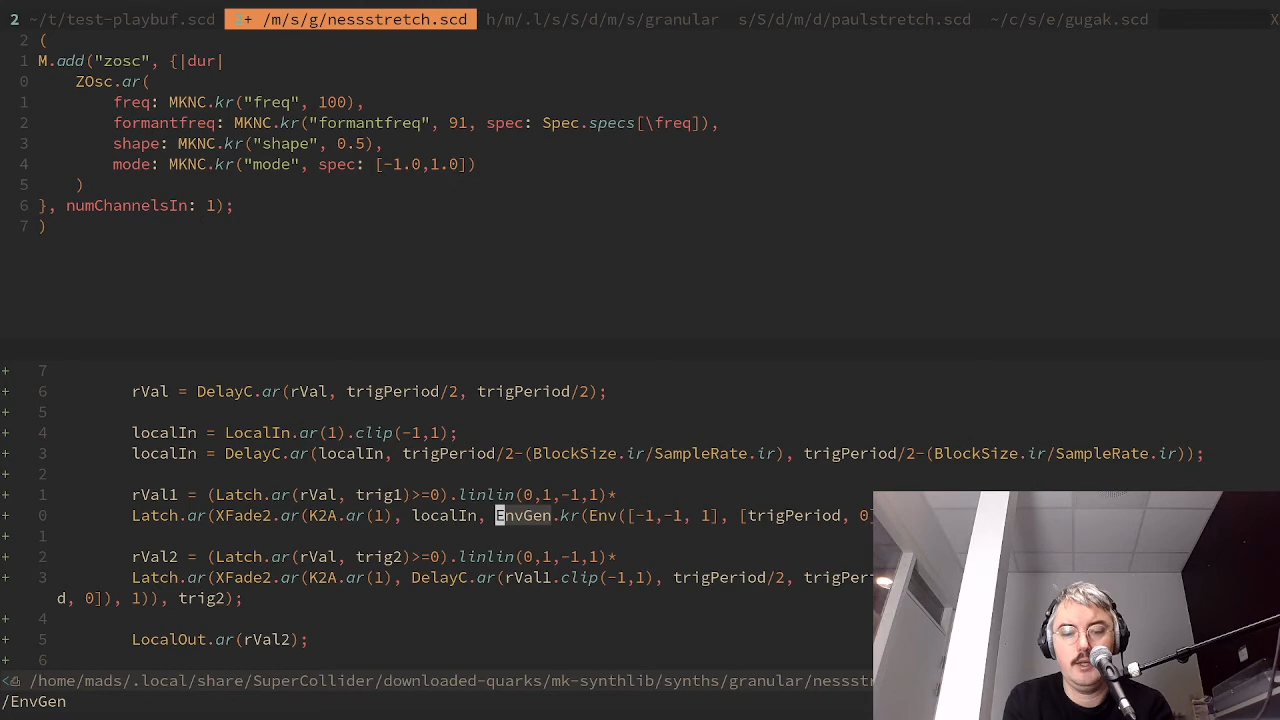 2 ~/t/test-playbuf.scd 2+ /m/s/g/nessstretch.scd h/m/.l/s/S/d/m/s/granular s/S/d/m/d/paulstretch.scd ~/c/s/e/gugak.scd X
2 (
1 M.add("zosc", {|dur|
0 ZOsc.ar(
1 freq: MKNC.kr("freq", 100),
2 formantfreq: MKNC.kr("formantfreq", 91, spec: Spec.specs[\freq]),
3 shape: MKNC.kr("shape", 0.5),
4 mode: MKNC.kr("mode", spec: [-1.0,1.0])
5 )
6 }, numChannelsIn: 1);
7 )
+ 7
+ 6 rVal = DelayC.ar(rVal, trigPeriod/2, trigPeriod/2);
+ 5
+ 4 localIn = LocalIn.ar(1).clip(-1,1);
+ 3 localIn = DelayC.ar(localIn, trigPeriod/2-(BlockSize.ir/SampleRate.ir), trigPeriod/2-(BlockSize.ir/SampleRate.ir));
+ 2
+ 1 rVal1 = (Latch.ar(rVal, trig1)>=0).linlin(0,1,-1,1)*
+ 0 Latch.ar(XFade2.ar(K2A.ar(1), localIn, EnvGen.kr(Env([-1,-1, 1], [trigPeriod, 0]
+ 1
+ 2 rVal2 = (Latch.ar(rVal, trig2)>=0).linlin(0,1,-1,1)*
+ 3 Latch.ar(XFade2.ar(K2A.ar(1), DelayC.ar(rVal1.clip(-1,1), trigPeriod/2, trigPe
d, 0]), 1)), trig2);
+ 4
+ 5 LocalOut.ar(rVal2);
+ 6
< /home/mads/.local/share/SuperCollider/downloaded-quarks/mk-synthlib/synths/granular/nessstr
/EnvGen